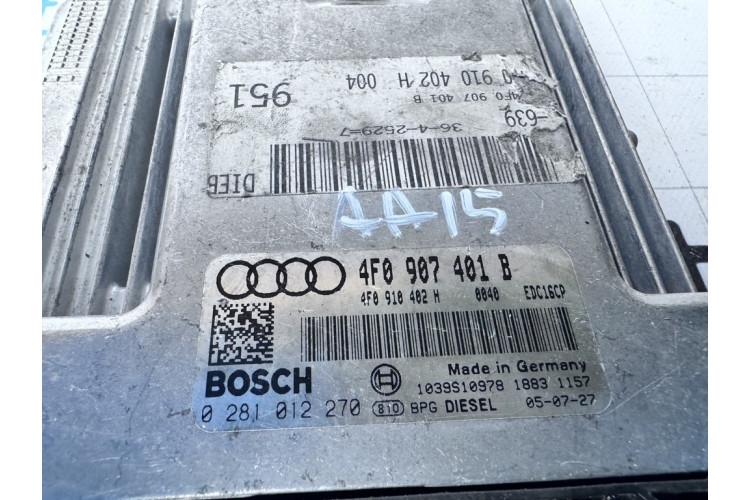 0 910 402 H 004
4F0 907 401 B
951
-639
36-4-2529-7
DIEB
AA15
4F0 907 401 B
4F0 910 402 H 0040 EDC16CP
BOSCH
Made in Germany
1039S10978 1883 1157
0 281 012 270 810 BPG DIESEL 05-07-27